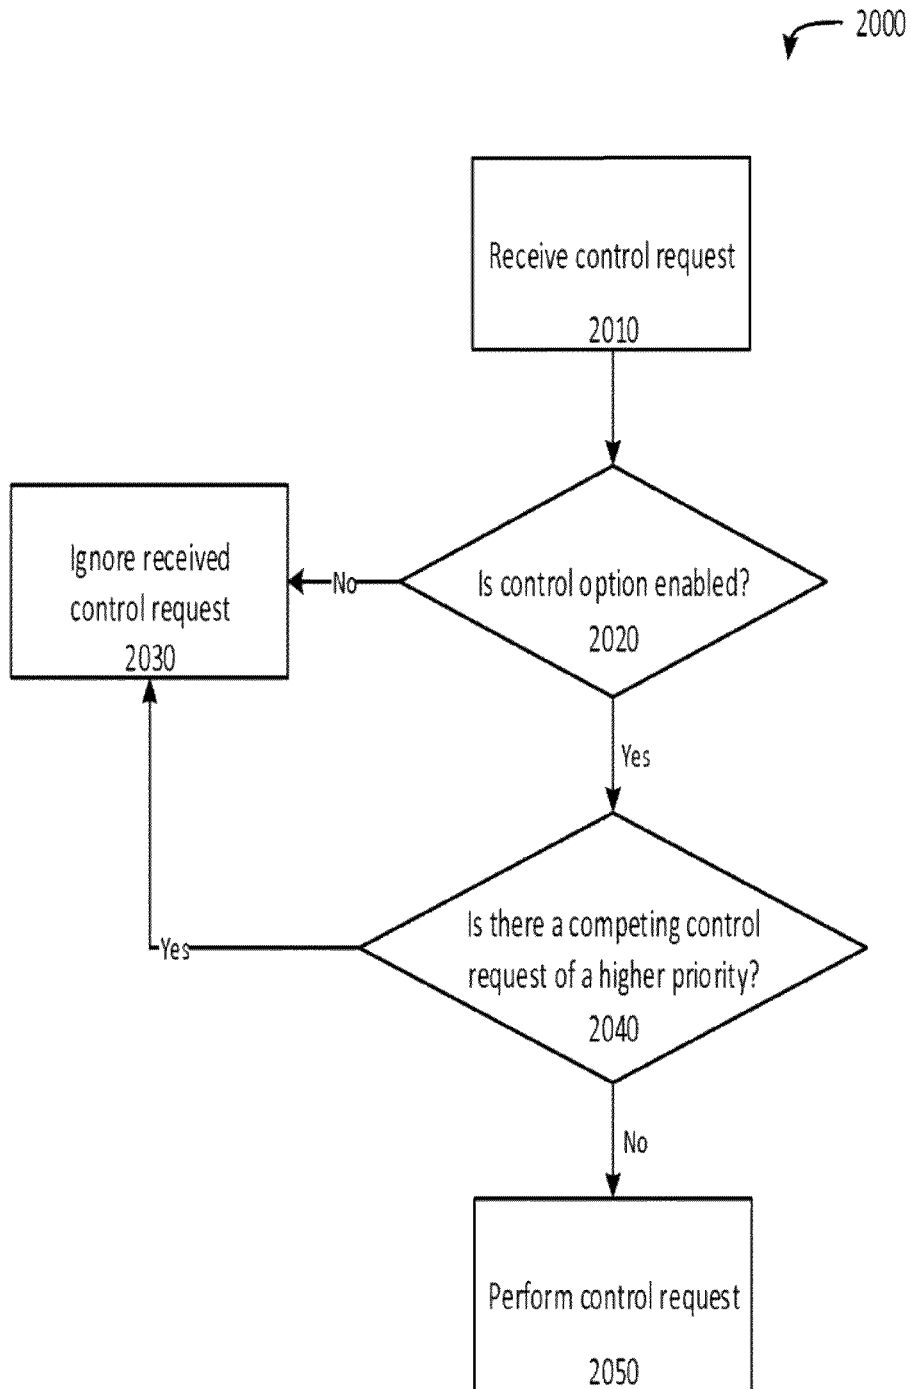 2000
Receive control request
2010
Is control option enabled?
2020
No
Ignore received
control request
2030
Yes
Is there a competing control
request of a higher priority?
2040
Yes
No
Perform control request
2050